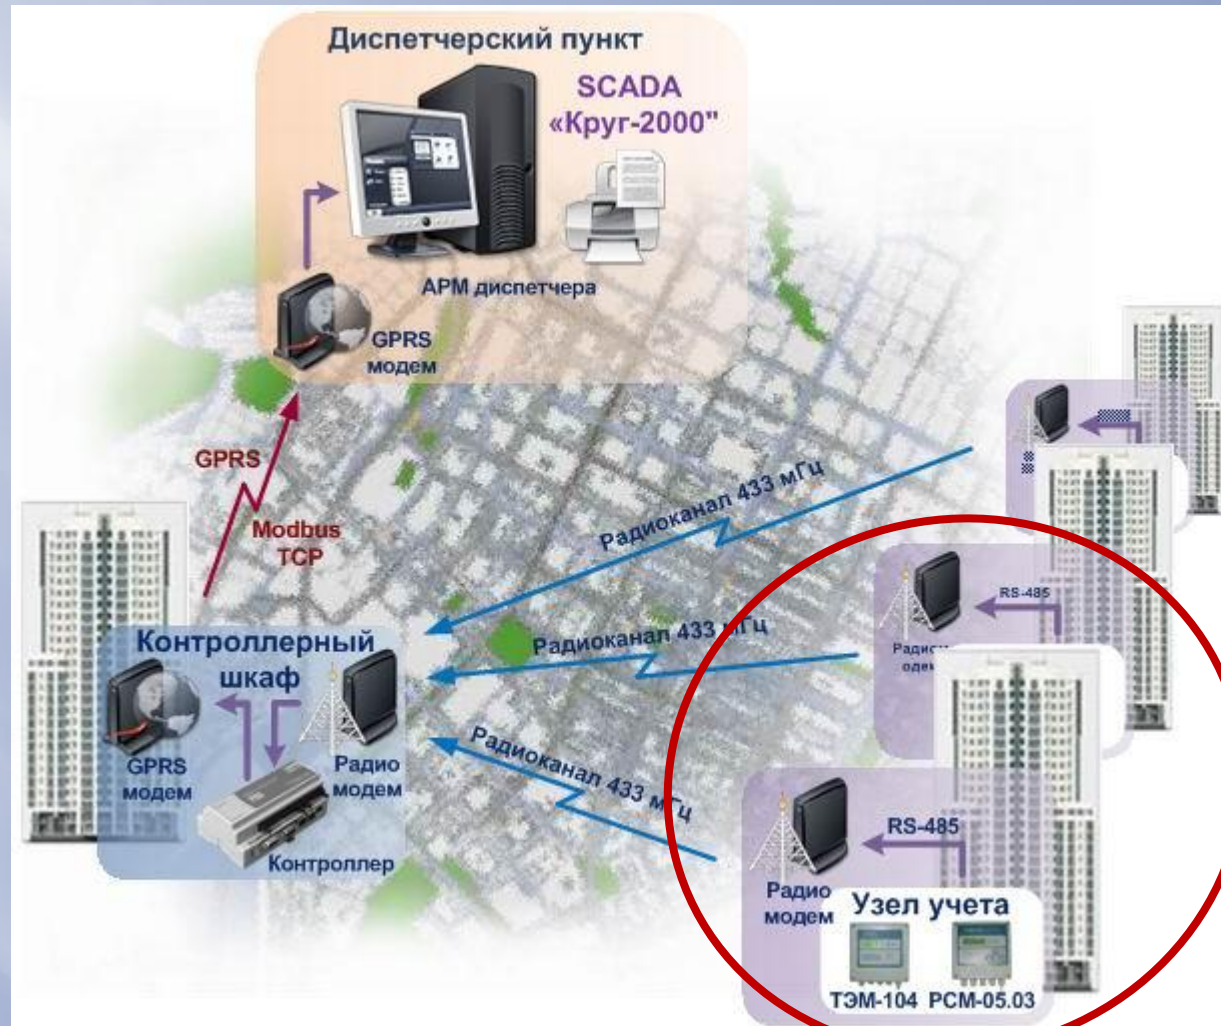 Диспетчерский пункт
SCADA
«Круг-2000"
АРМ диспетчера
GPRS
модем
GPRS
Modbus
TCP
Радиоканал 433 мГц
Радиоканал 433 мГц
Радиоканал 433 мГц
Контроллерный
шкаф
GPRS
модем
Радио
модем
Контроллер
RS-485
RS-485
Радио
модем
Узел учета
ТЭМ-104 РСМ-05.03